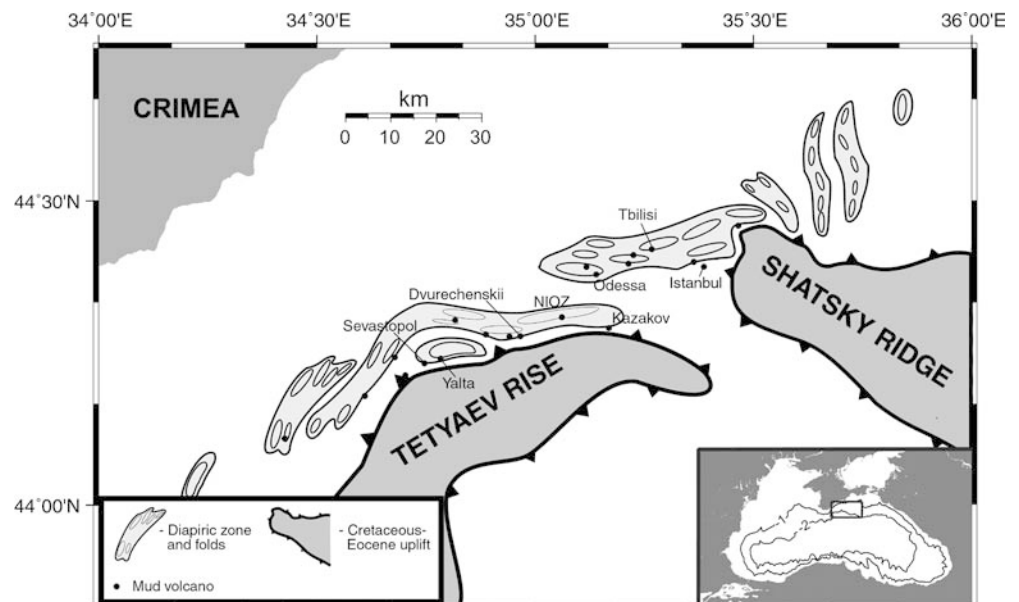 34°00'E 34°30'E 35°00'E 35°30'E 36°00'E
CRIMEA
km
0 10 20 30
44°30'N
Tbilisi
Odessa
Istanbul
SHATSKY RIDGE
Dvurechenskii
NIOZ
Sevastopol
Kazakov
Yalta
TETYAEV RISE
44°00'N
- Diapiric zone
and folds
- Cretaceous-
Eocene uplift
- Mud volcano